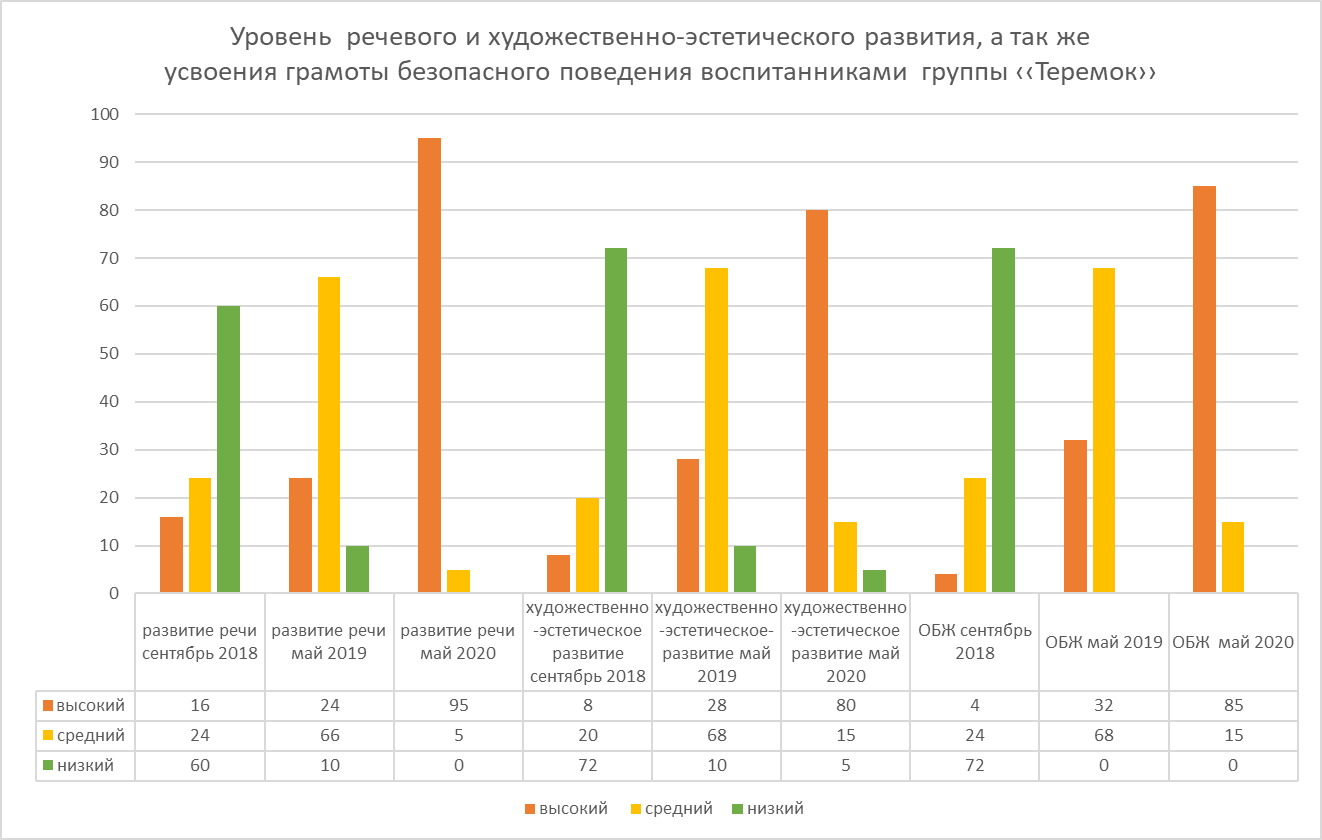 Уровень речевого и художественно-эстетического развития, а так же
усвоения грамоты безопасного поведения воспитанниками группы ‹‹Теремок››
100
90
80
70
60
50
40
30
20
10
0
развитие речи сентябрь 2018
развитие речи май 2019
развитие речи май 2020
художественно-эстетическое развитие сентябрь 2018
художественно-эстетическое-развитие май 2019
художественно-эстетическое развитие май 2020
ОБЖ сентябрь 2018
ОБЖ май 2019
ОБЖ май 2020
высокий 16 24 95 8 28 80 4 32 85
средний 24 66 5 20 68 15 24 68 15
низкий 60 10 0 72 10 5 72 0 0
высокий средний низкий